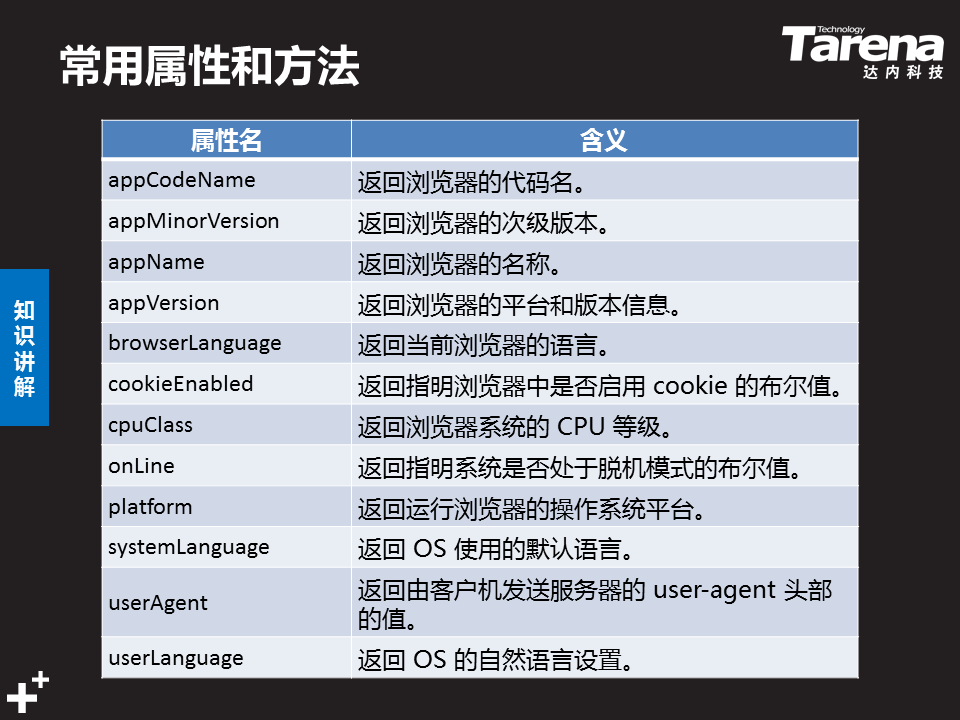 常用属性和方法
Technology
Tarena
达内科技
属性名 含义
appCodeName 返回浏览器的代码名。
appMinorVersion 返回浏览器的次级版本。
appName 返回浏览器的名称。
appVersion 返回浏览器的平台和版本信息。
browserLanguage 返回当前浏览器的语言。
cookieEnabled 返回指明浏览器中是否启用 cookie 的布尔值。
cpuClass 返回浏览器系统的 CPU 等级。
onLine 返回指明系统是否处于脱机模式的布尔值。
platform 返回运行浏览器的操作系统平台。
systemLanguage 返回 OS 使用的默认语言。
userAgent 返回由客户机发送服务器的 user-agent 头部
的值。
userLanguage 返回 OS 的自然语言设置。
知识讲解